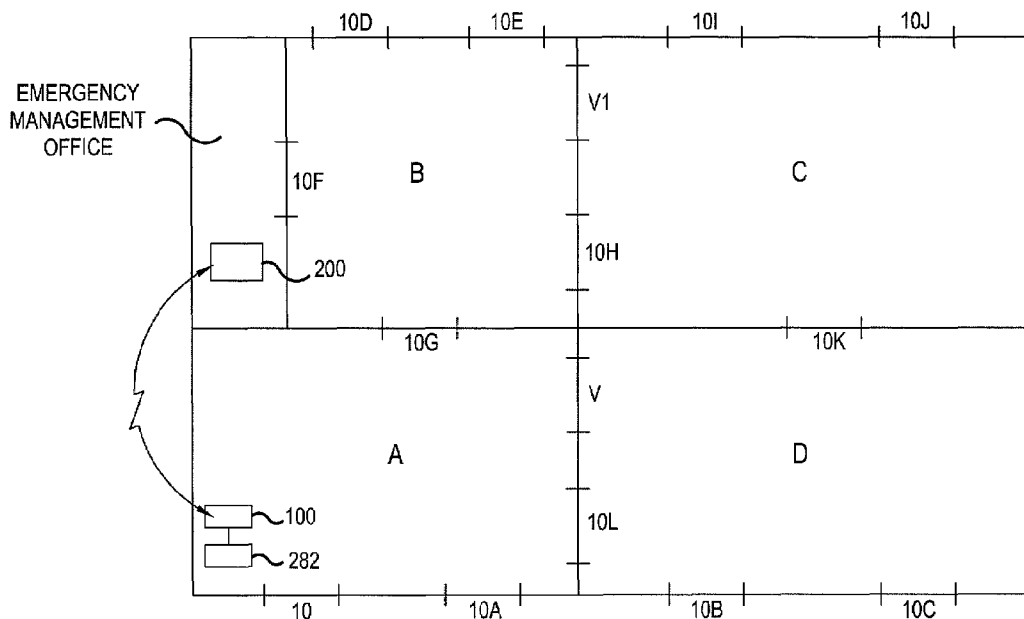 10D
10E
10I
10J
EMERGENCY
MANAGEMENT
OFFICE
V1
10F
B
C
10H
200
10G
10K
V
A
D
100
10L
282
10
10A
10B
10C